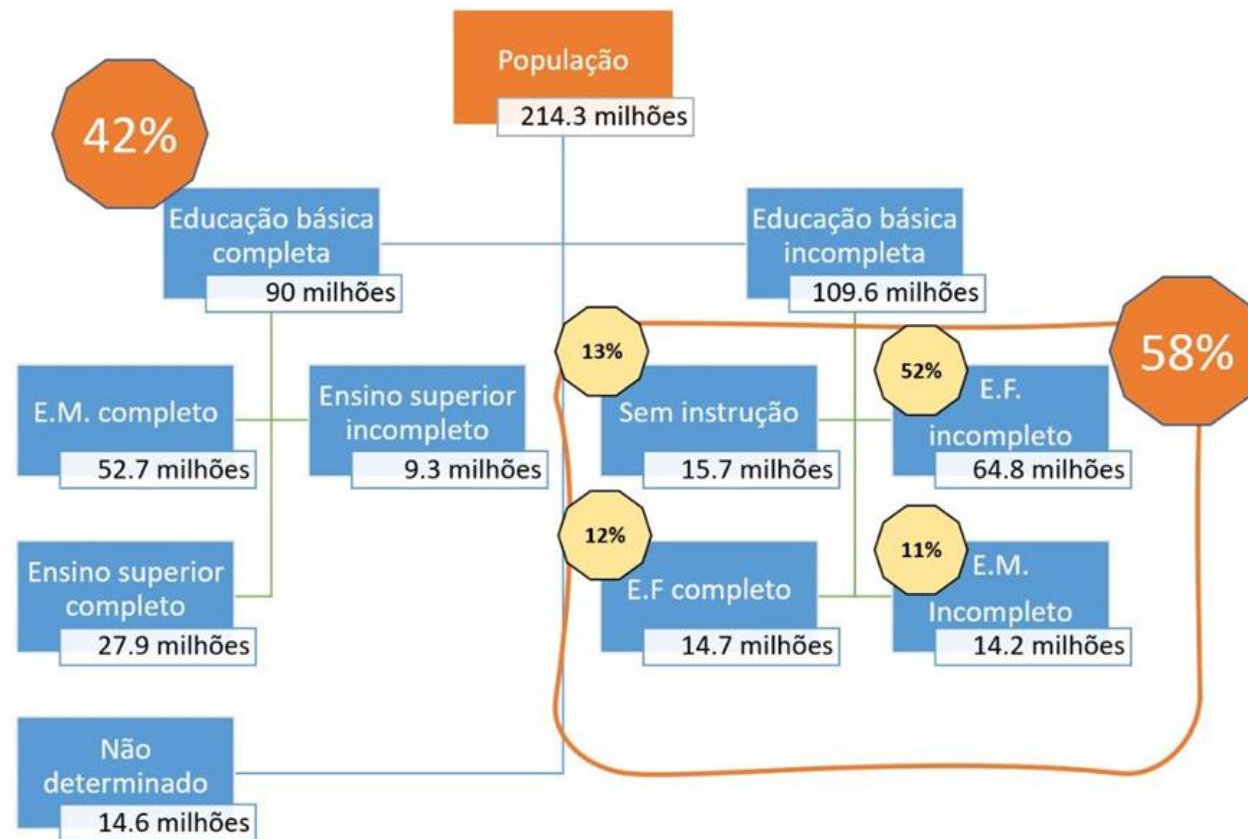 População
214.3 milhões
42%
Educação básica
completa
90 milhões
Educação básica
incompleta
109.6 milhões
58%
E.M. completo
52.7 milhões
Ensino superior
incompleto
9.3 milhões
13%
Sem instrução
15.7 milhões
52%
E.F.
incompleto
64.8 milhões
Ensino superior
completo
27.9 milhões
12%
E.F completo
14.7 milhões
11%
E.M.
Incompleto
14.2 milhões
Não
determinado
14.6 milhões